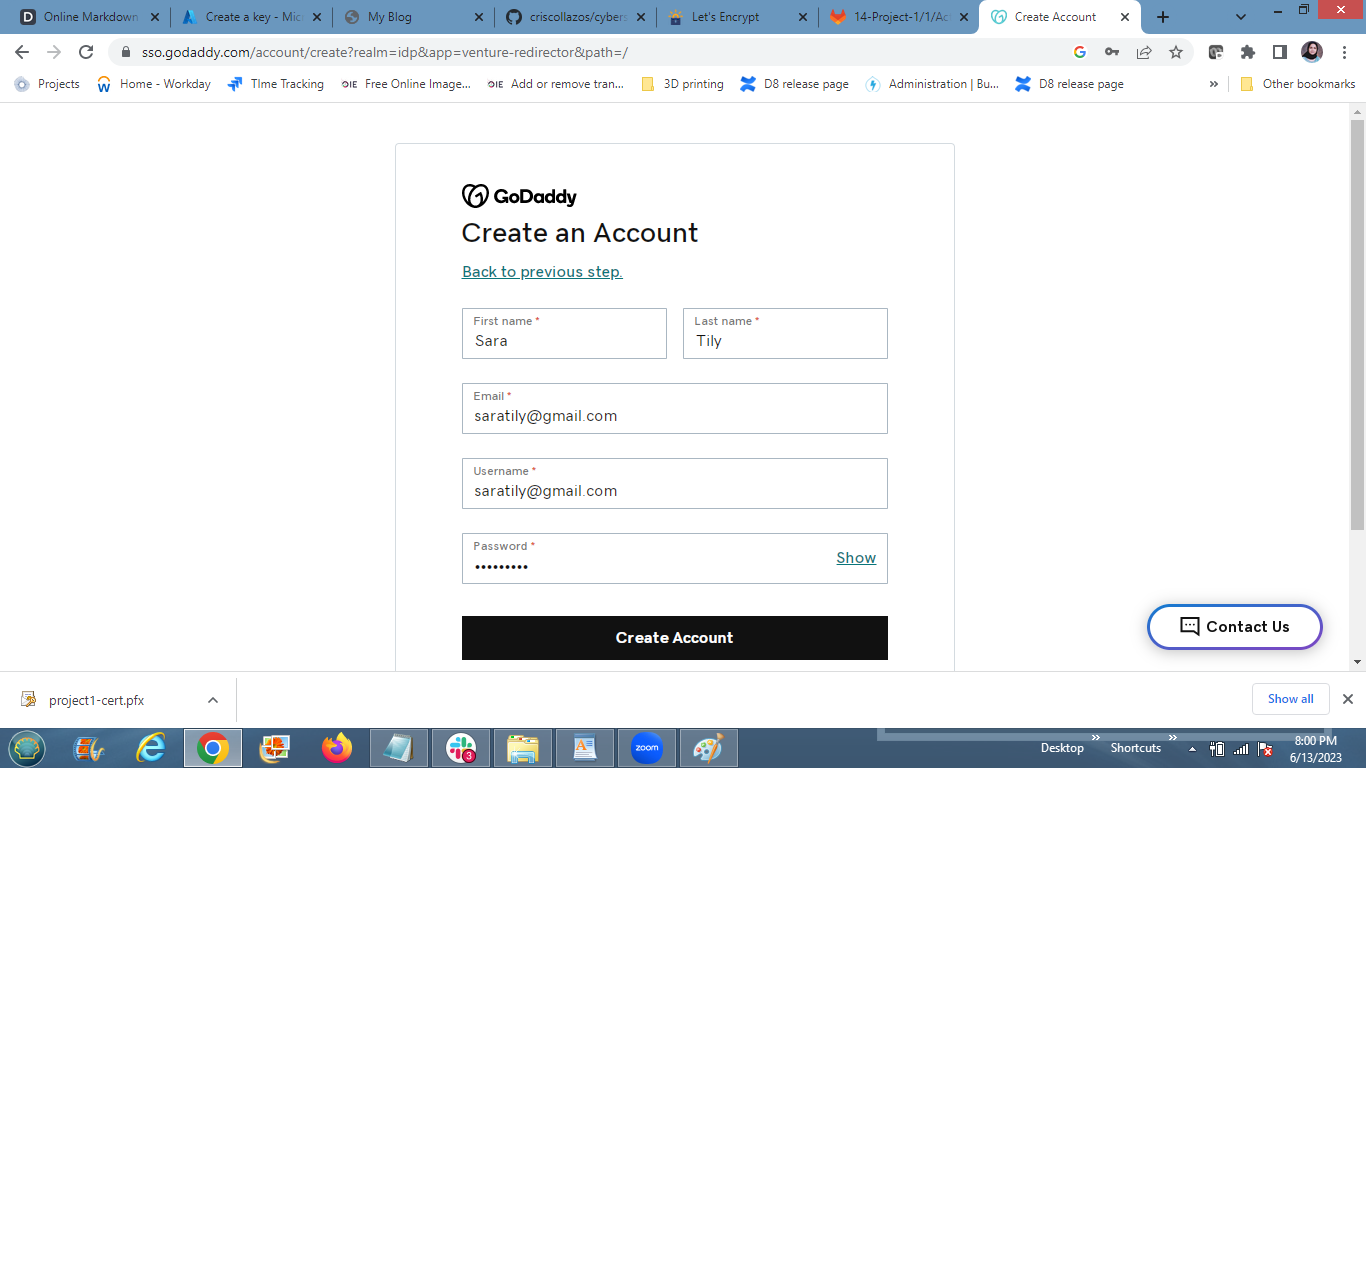 Online Markdown
Create a key - Mic
My Blog
criscollazos/cybers
Let's Encrypt
14-Project-1/1/Ac
Create Account
sso.godaddy.com/account/create?realm=idp&app=venture-redirector&path=/
Projects
Home - Workday
TIme Tracking
OIE Free Online Image...
OIE Add or remove tran...
3D printing
D8 release page
Administration | Bu...
D8 release page
»
Other bookmarks
GoDaddy
Create an Account
Back to previous step.
First name *
Sara
Last name *
Tily
Email *
saratily@gmail.com
Username *
saratily@gmail.com
Password *
•••••••••
Show
Create Account
Contact Us
project1-cert.pfx
Show all
zoom
3
Desktop »
Shortcuts »
8:00 PM
6/13/2023